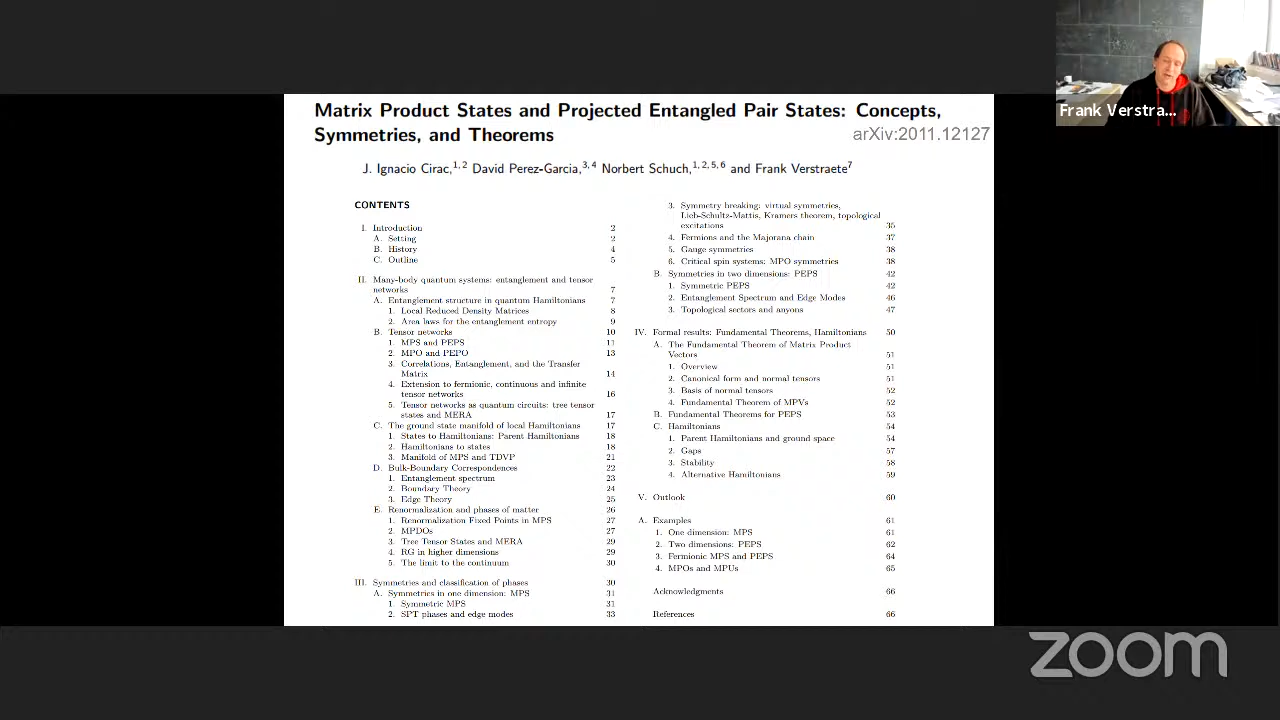 Matrix Product States and Projected Entangled Pair States: Concepts,
Symmetries, and Theorems
arXiv:2011.12127
J. Ignacio Cirac,1, 2 David Perez-Garcia,3, 4 Norbert Schuch,1, 2, 5, 6 and Frank Verstraete7
CONTENTS
I. Introduction 2
A. Setting 2
B. History 4
C. Outline 5
II. Many-body quantum systems: entanglement and tensor
networks 7
A. Entanglement structure in quantum Hamiltonians 7
1. Local Reduced Density Matrices 8
2. Area laws for the entanglement entropy 9
B. Tensor networks 10
1. MPS and PEPS 11
2. MPO and PEPO 13
3. Correlations, Entanglement, and the Transfer
Matrix 14
4. Extension to fermionic, continuous and infinite
tensor networks 16
5. Tensor networks as quantum circuits: tree tensor
states and MERA 17
C. The ground state manifold of local Hamiltonians 17
1. States to Hamiltonians: Parent Hamiltonians 18
2. Hamiltonians to states 18
3. Manifold of MPS and TDVP 21
D. Bulk-Boundary Correspondences 22
1. Entanglement spectrum 23
2. Boundary Theory 24
3. Edge Theory 25
E. Renormalization and phases of matter 26
1. Renormalization Fixed Points in MPS 27
2. MPDOs 27
3. Tree Tensor States and MERA 29
4. RG in higher dimensions 29
5. The limit to the continuum 30
III. Symmetries and classification of phases 30
A. Symmetries in one dimension: MPS 31
1. Symmetric MPS 31
2. SPT phases and edge modes 33
3. Symmetry breaking: virtual symmetries,
Lieb-Schultz-Mattis, Kramers theorem, topological
excitations 35
4. Fermions and the Majorana chain 37
5. Gauge symmetries 38
6. Critical spin systems: MPO symmetries 38
B. Symmetries in two dimensions: PEPS 42
1. Symmetric PEPS 42
2. Entanglement Spectrum and Edge Modes 46
3. Topological sectors and anyons 47
IV. Formal results: Fundamental Theorems, Hamiltonians 50
A. The Fundamental Theorem of Matrix Product
Vectors 51
1. Overview 51
2. Canonical form and normal tensors 51
3. Basis of normal tensors 52
4. Fundamental Theorem of MPVs 52
B. Fundamental Theorems for PEPS 53
C. Hamiltonians 54
1. Parent Hamiltonians and ground space 54
2. Gaps 57
3. Stability 58
4. Alternative Hamiltonians 59
V. Outlook 60
A. Examples 61
1. One dimension: MPS 61
2. Two dimensions: PEPS 62
3. Fermionic MPS and PEPS 64
4. MPOs and MPUs 65
Acknowledgments 66
References 66
Frank Verstra...
zoom